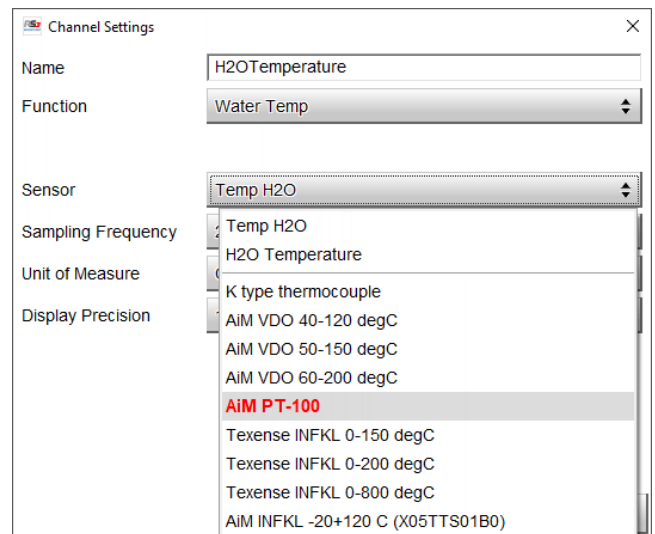 Channel Settings
Name H2OTemperature
Function Water Temp
Sensor Temp H2O
Temp H2O
Sampling Frequency
H2O Temperature
Unit of Measure
K type thermocouple
Display Precision
AiM VDO 40-120 degC
AiM VDO 50-150 degC
AiM VDO 60-200 degC
AiM PT-100
Texense INFKL 0-150 degC
Texense INFKL 0-200 degC
Texense INFKL 0-800 degC
AiM INFKL -20+120 C (X05TTS01B0)